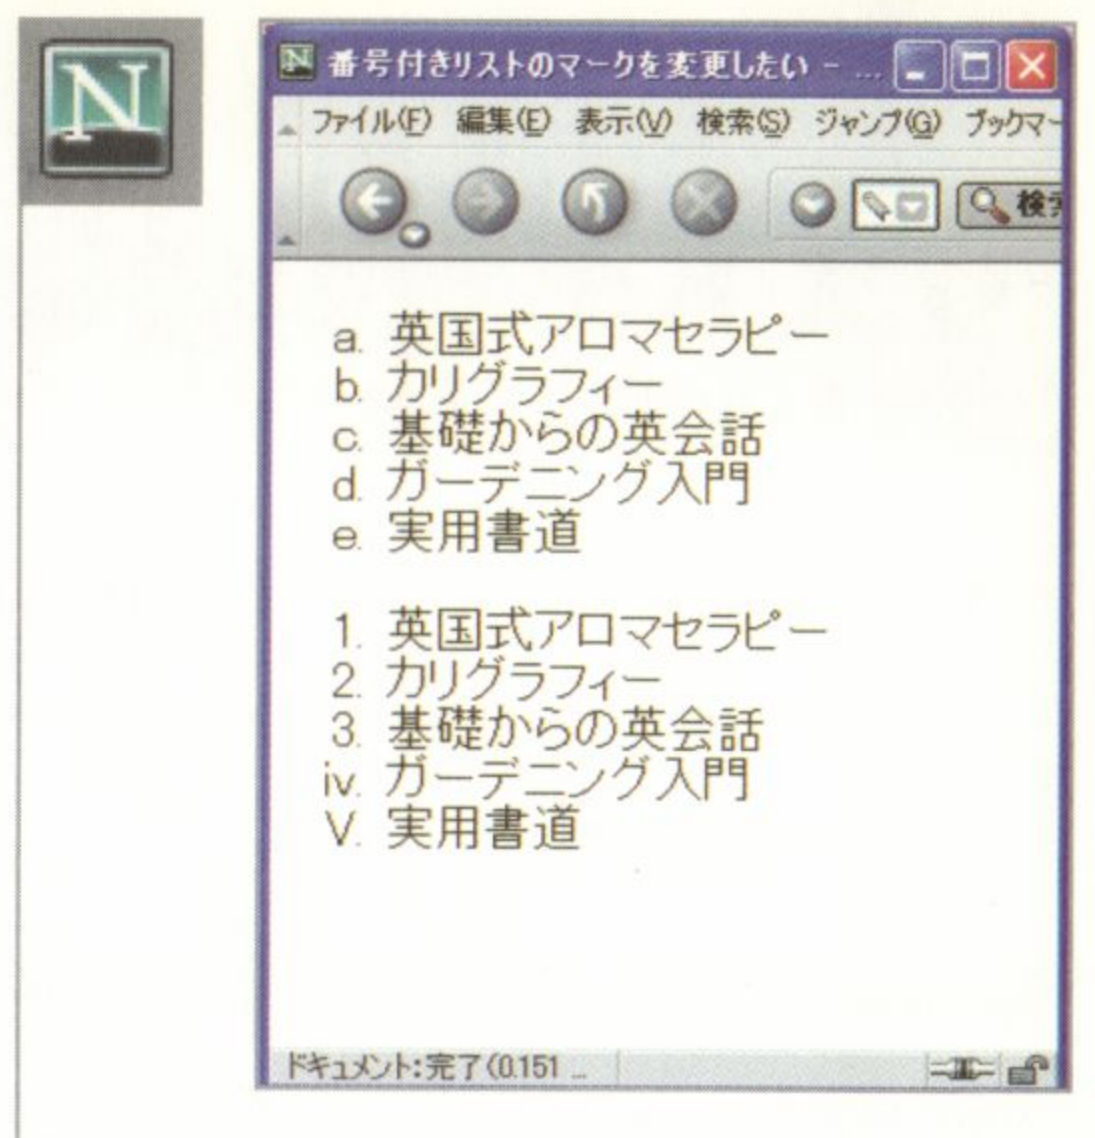 N
N 番号付きリストのマークを変更したい - ...
ファイル(F) 編集(E) 表示(V) 検索(S) ジャンプ(G) ブックマー
a. 英国式アロマセラピー
b. カリグラフィー
c. 基礎からの英会話
d. ガーデニング入門
e. 実用書道
1. 英国式アロマセラピー
2. カリグラフィー
3. 基礎からの英会話
iv. ガーデニング入門
V. 実用書道
ドキュメント:完了(0.151 ...